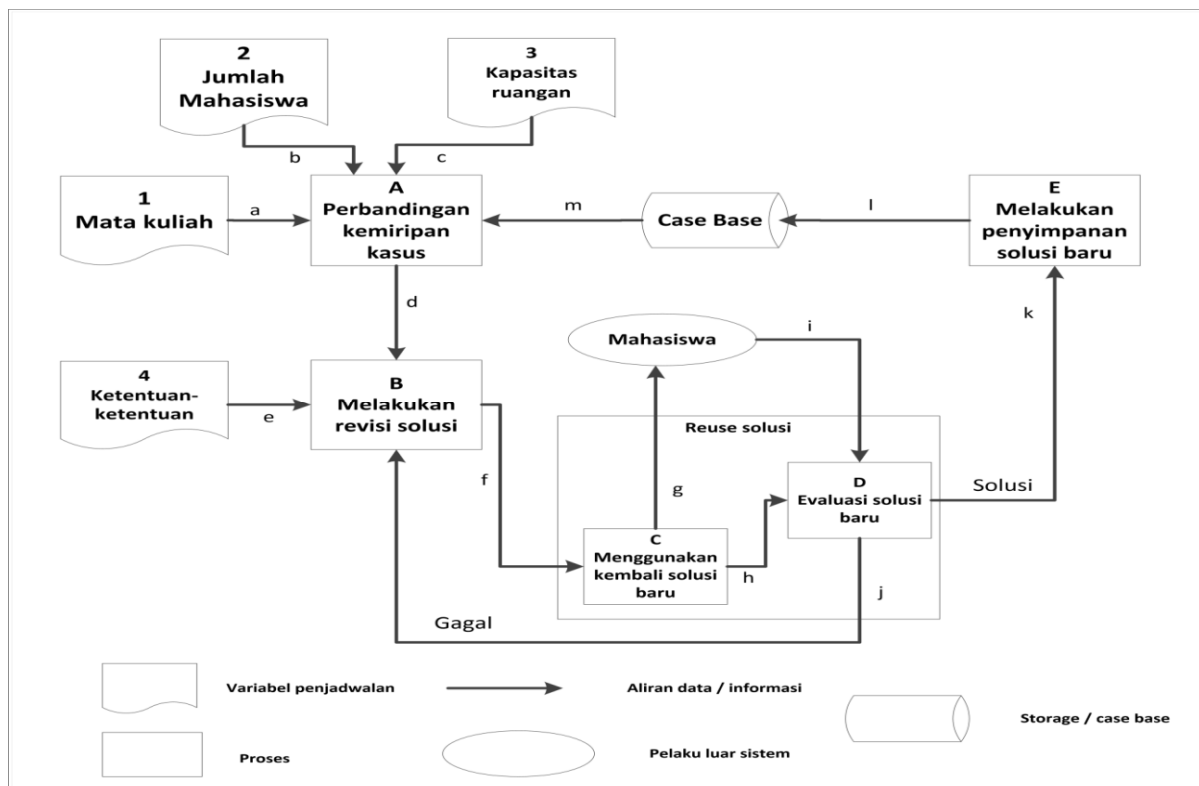 2
Jumlah
Mahasiswa
3
Kapasitas
ruangan
b
c
1
Mata kuliah
a
A
Perbandingan
kemiripan
kasus
m
Case Base
l
E
Melakukan
penyimpanan
solusi baru
d
k
Mahasiswa
i
4
Ketentuan-
ketentuan
e
B
Melakukan
revisi solusi
Reuse solusi
f
g
D
Evaluasi solusi
baru
Solusi
C
Menggunakan
kembali solusi
baru
h
j
Gagal
Variabel penjadwalan
Aliran data / informasi
Storage / case base
Proses
Pelaku luar sistem